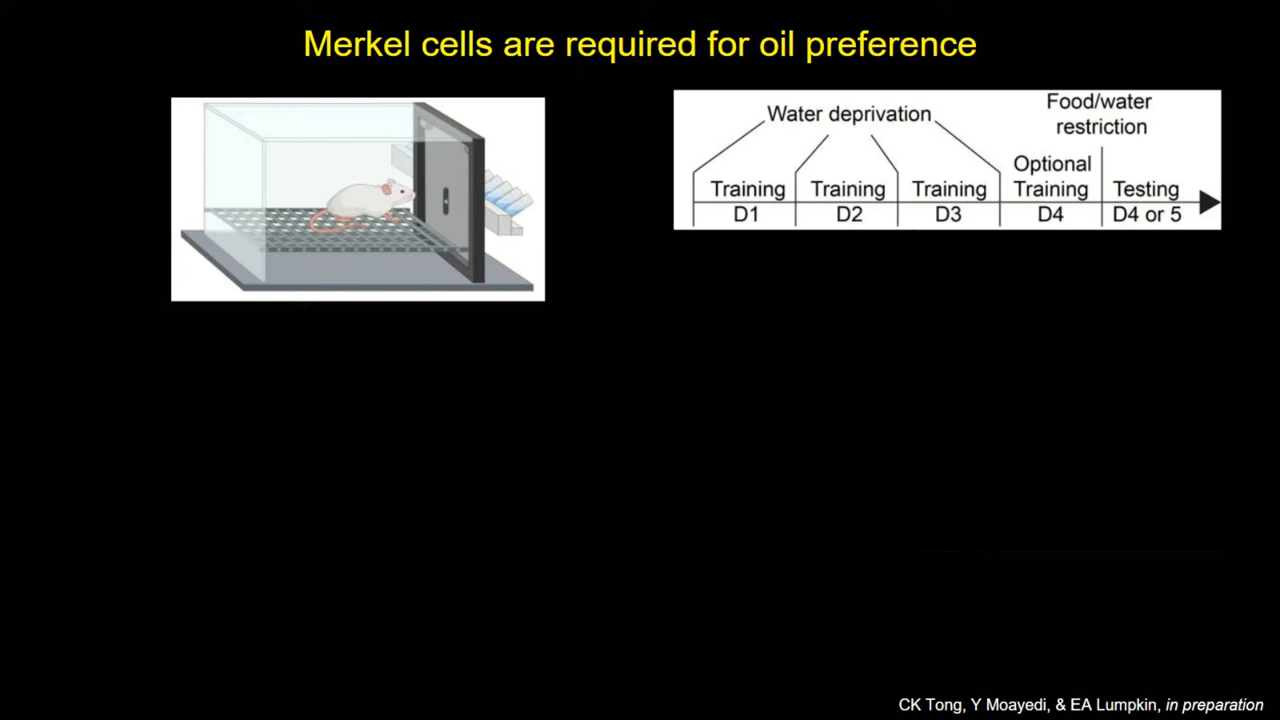 Merkel cells are required for oil preference
Water deprivation
Food/water
restriction
Optional
Training Training Training Training Testing
D1 D2 D3 D4 D4 or 5
CK Tong, Y Moayedi, & EA Lumpkin, in preparation